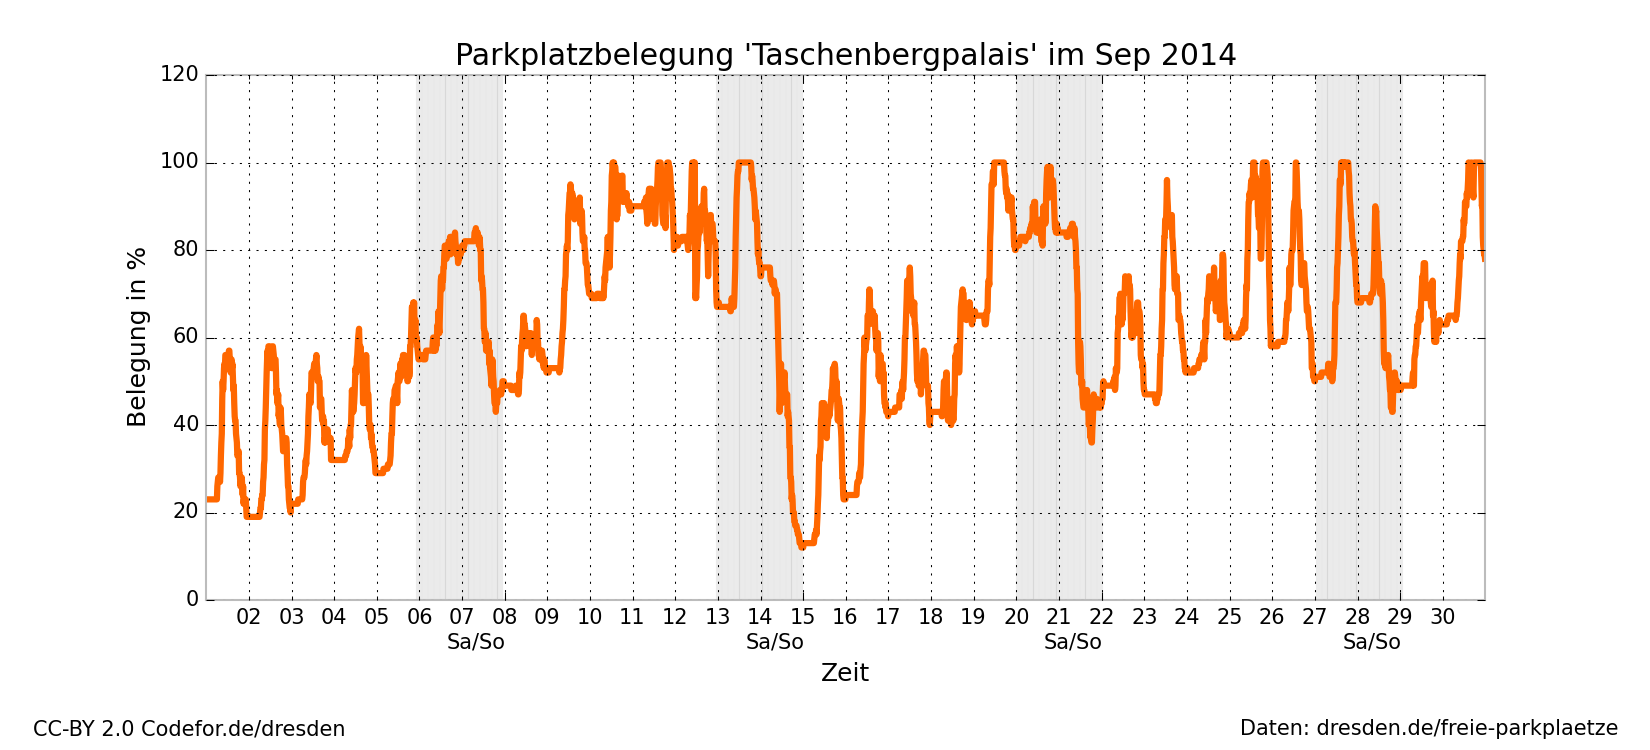 Parkplatzbelegung 'Taschenbergpalais' im Sep 2014
120
100
80
60
40
20
0
Belegung in %
02 03 04 05 06 07 08 09 10 11 12 13 14 15 16 17 18 19 20 21 22 23 24 25 26 27 28 29 30
Sa/So Sa/So Sa/So Sa/So
Zeit
CC-BY 2.0 Codefor.de/dresden
Daten: dresden.de/freie-parkplaetze